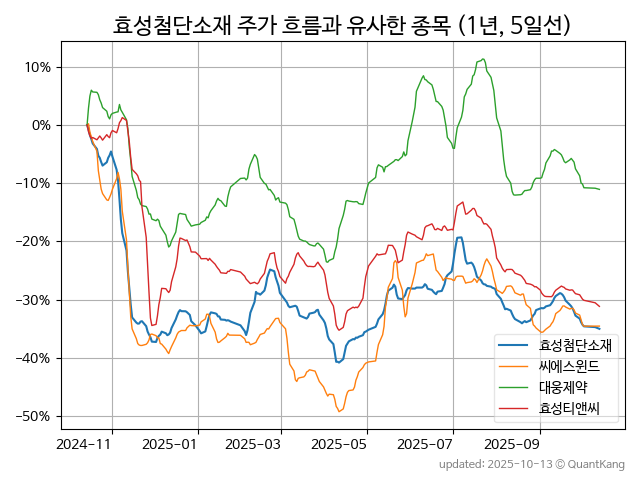 효성첨단소재 주가 흐름과 유사한 종목 (1년, 5일선)
10%
0%
−10%
−20%
−30%
−40%
−50%
2024-11
2025-01
2025-03
2025-05
2025-07
2025-09
효성첨단소재
씨에스윈드
대웅제약
효성티앤씨
updated: 2025-10-13 ⓒ QuantKang